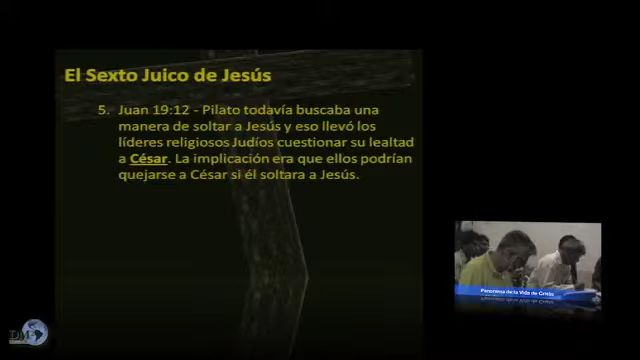 El Sexto Juico de Jesús
5. Juan 19:12 - Pilato todavía buscaba una
manera de soltar a Jesús y eso llevó los
líderes religiosos Judíos cuestionar su lealtad
a César. La implicación era que ellos podrían
quejarse a César si él soltara a Jesús.
Panorama de la Vida de Cristo
DM